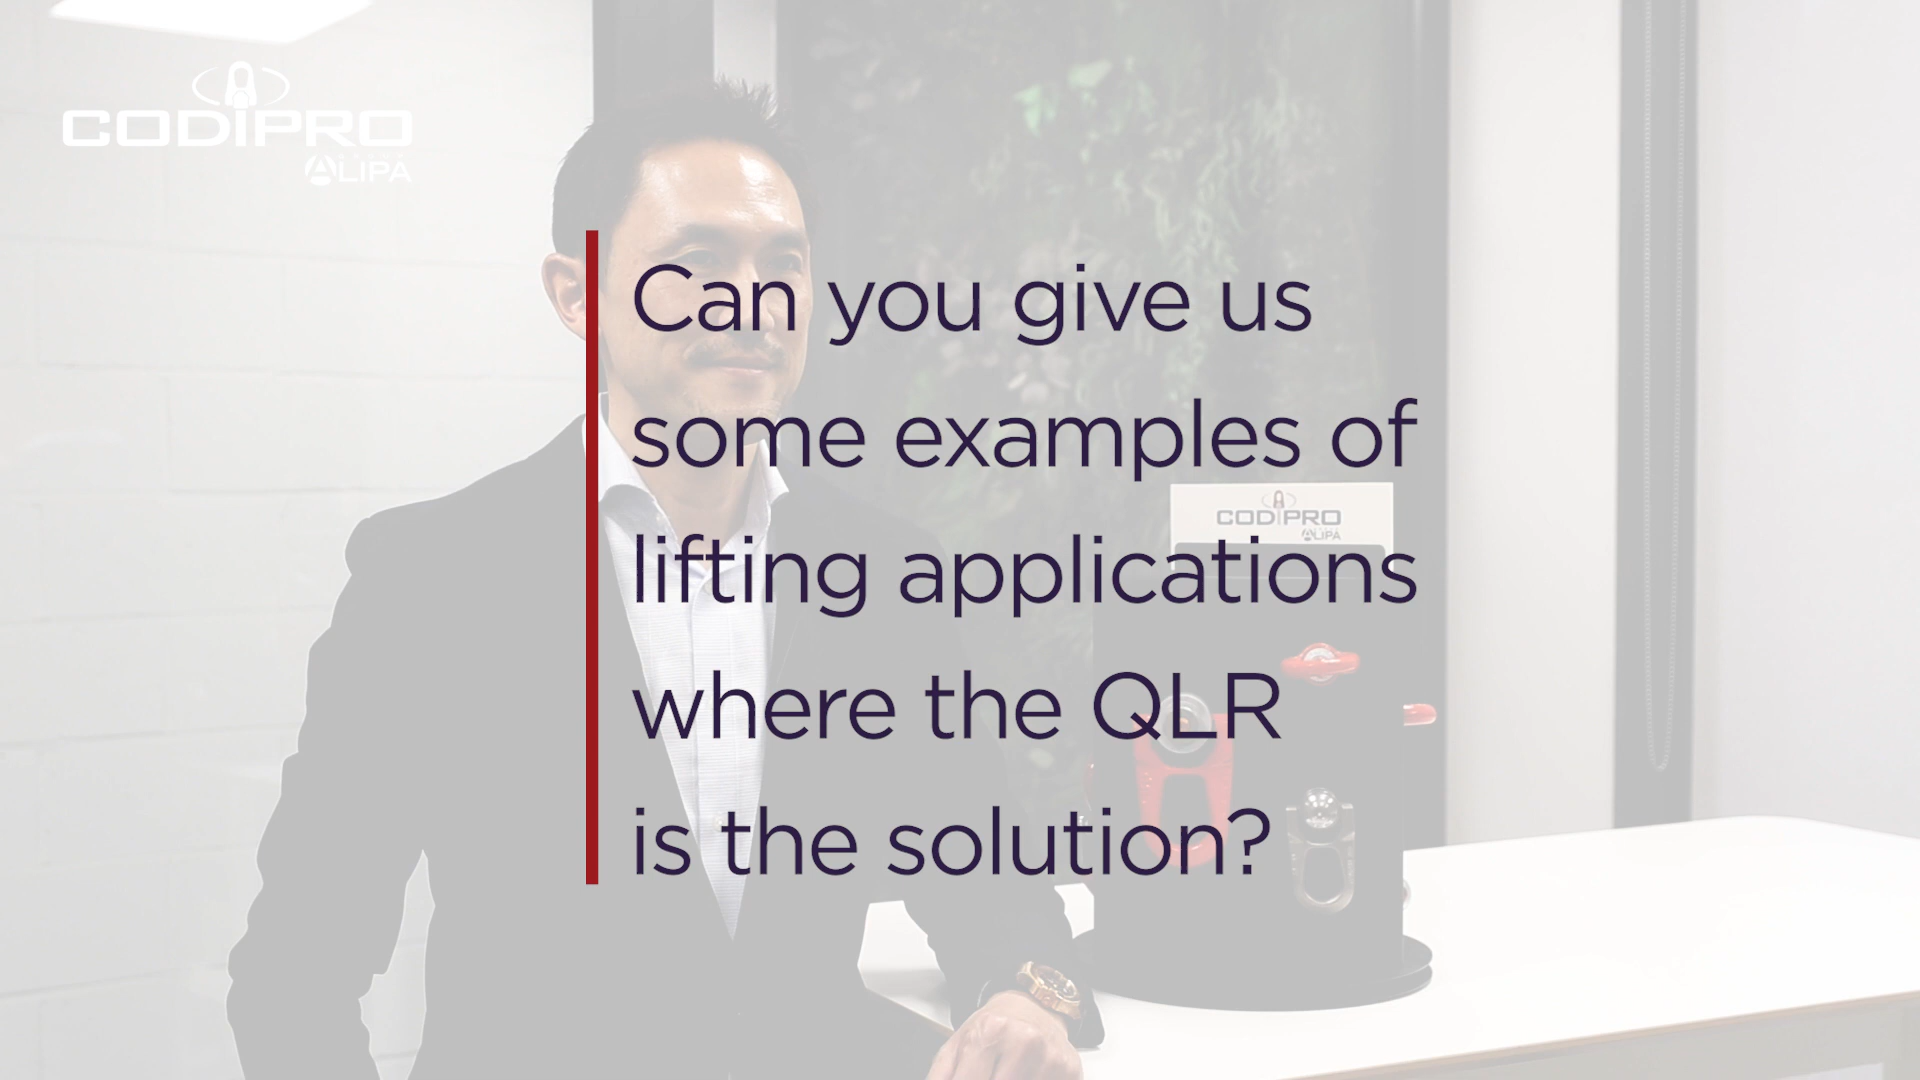 CODIPRO
ALIPA
Can you give us
some examples of
lifting applications
where the QLR
is the solution?
CODIPRO
ALIPA